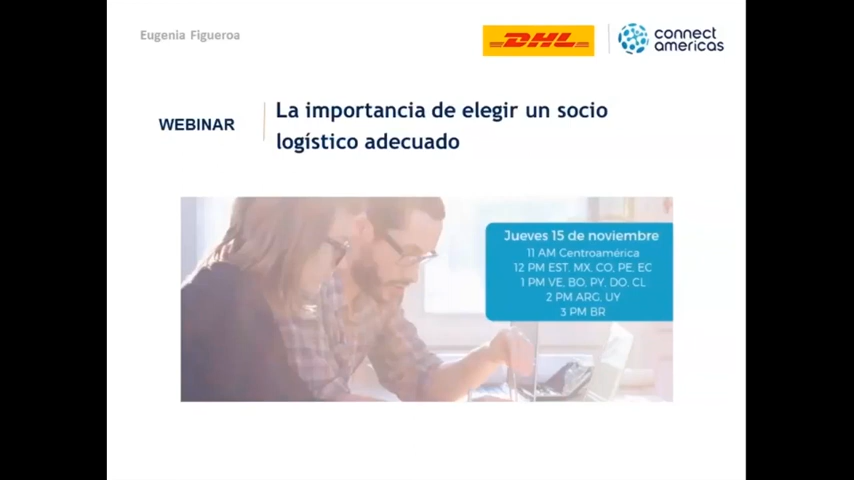 Eugenia Figueroa
DHL
connect
americas
WEBINAR
La importancia de elegir un socio
logístico adecuado
Jueves 15 de noviembre
11 AM Centroamérica
12 PM EST, MX, CO, PE, EC
1 PM VE, BO, PY, DO, CL
2 PM ARG, UY
3 PM BR